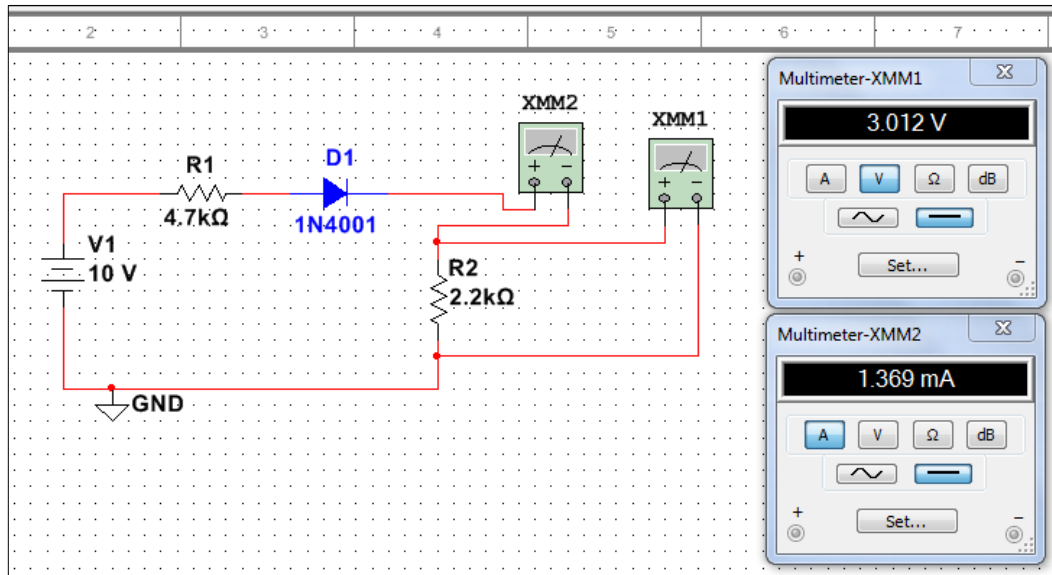 2 3 4 5 6 7
XMM2
XMM1
R1
4.7kΩ
D1
1N4001
+ −
+ −
V1
10 V
R2
2.2kΩ
GND
Multimeter-XMM1
3.012 V
A V Ω dB
+ −
Set...
Multimeter-XMM2
1.369 mA
A V Ω dB
+ −
Set...